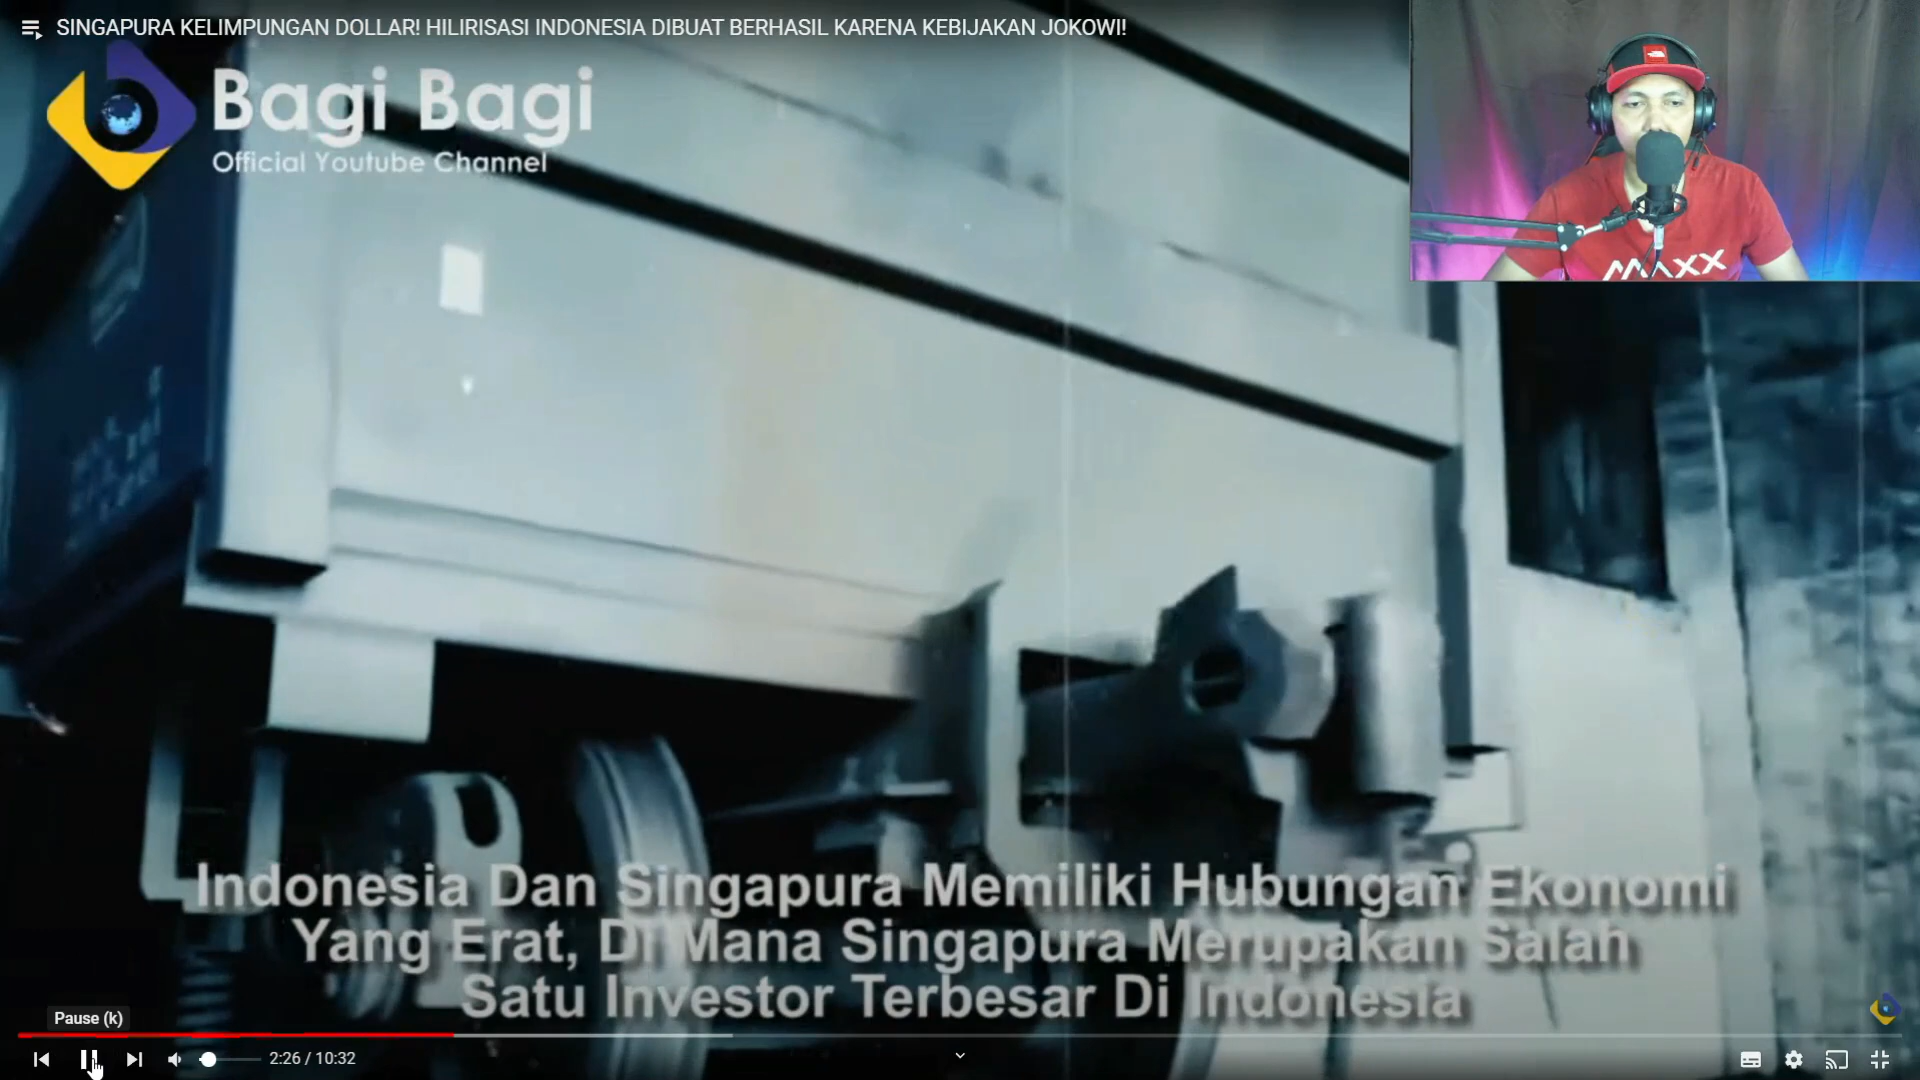 SINGAPURA KELIMPUNGAN DOLLAR! HILIRISASI INDONESIA DIBUAT BERHASIL KARENA KEBIJAKAN JOKOWI!
Bagi Bagi
Official Youtube Channel
MAXX
Indonesia Dan Singapura Memiliki Hubungan Ekonomi
Yang Erat, Di Mana Singapura Merupakan Salah
Satu Investor Terbesar Di Indonesia
Pause (k)
2:26 / 10:32